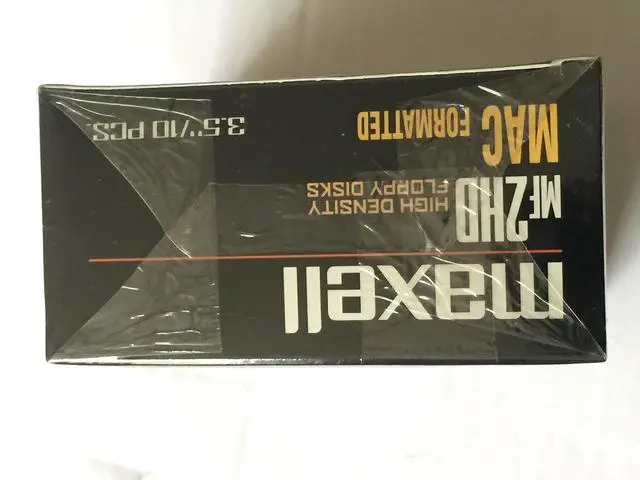 maxell
MF2HD
HIGH DENSITY
FLOPPY DISKS
MAC FORMATTED
3.5"/10 PCS.